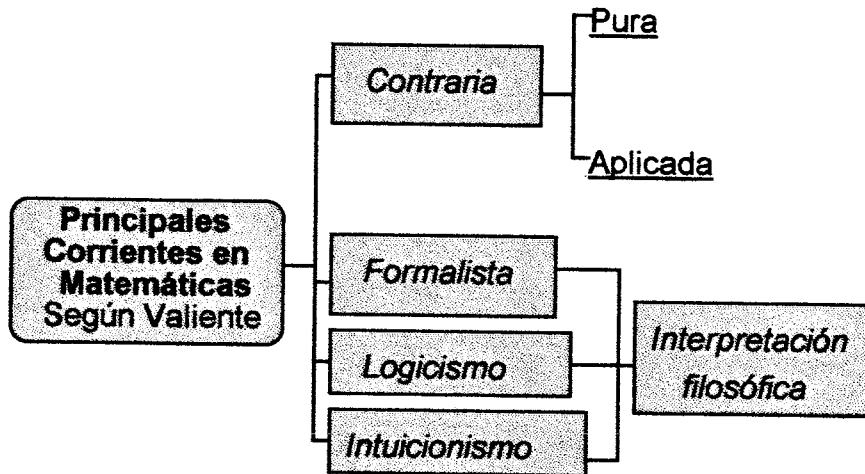 Principales
Corrientes en
Matemáticas
Según Valiente
Contraria
Pura
Aplicada
Formalista
Logicismo
Intuicionismo
Interpretación
filosófica